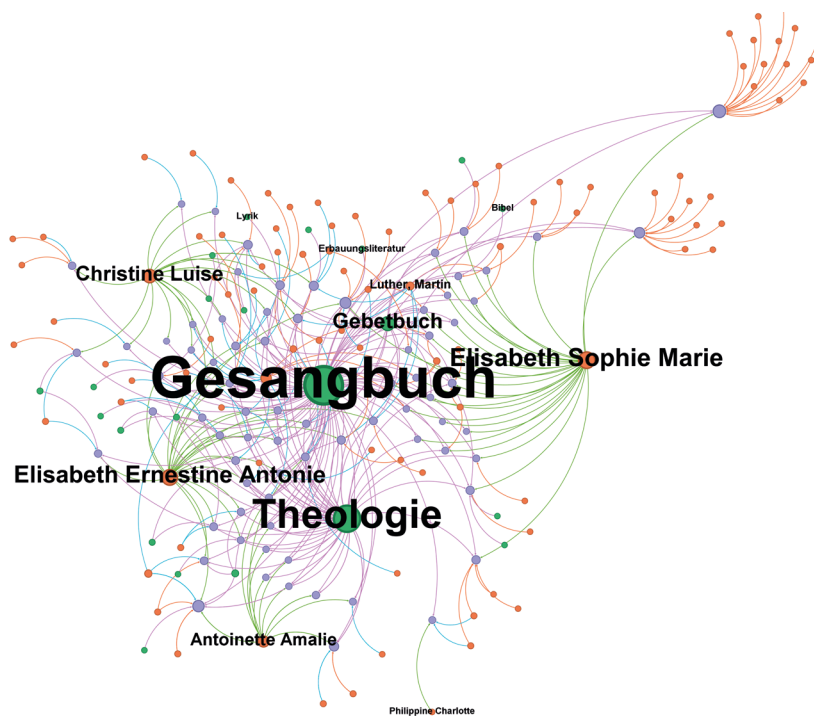 Lyrik
Bibel
Erbauungsliteratur
Christine Luise
Luther, Martin
Gebetbuch
Elisabeth Sophie Marie
Gesangbuch
Elisabeth Ernestine Antonie
Theologie
Antoinette Amalie
Philippine Charlotte